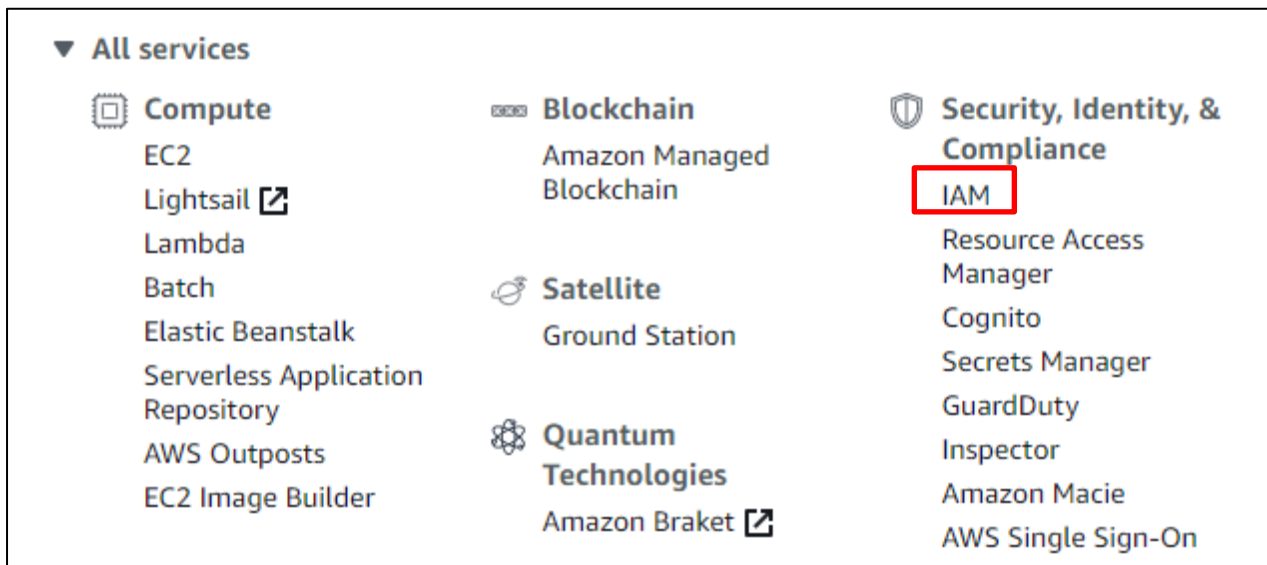 All services
Compute
EC2
Lightsail
Lambda
Batch
Elastic Beanstalk
Serverless Application
Repository
AWS Outposts
EC2 Image Builder
Blockchain
Amazon Managed
Blockchain
Satellite
Ground Station
Quantum
Technologies
Amazon Braket
Security, Identity, &
Compliance
IAM
Resource Access
Manager
Cognito
Secrets Manager
GuardDuty
Inspector
Amazon Macie
AWS Single Sign-On